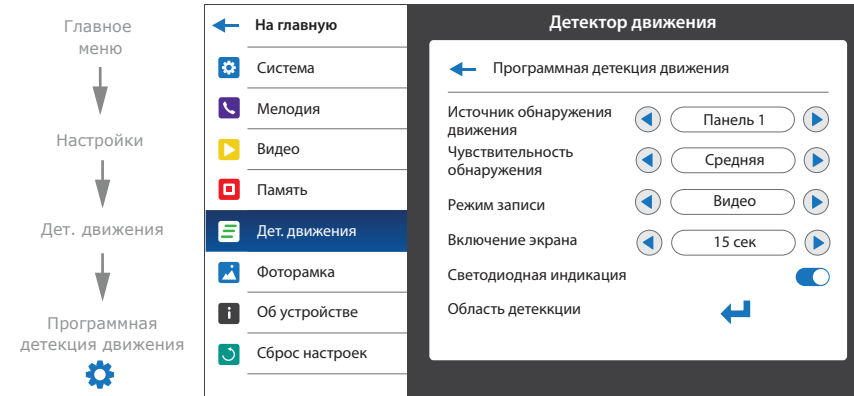 Главное
меню
Настройки
Дет. движения
Программная
детекция движения
На главную
Система
Мелодия
Видео
Память
Дет. движения
Фоторамка
Об устройстве
Сброс настроек
Детектор движения
Программная детекция движения
Источник обнаружения
движения
Панель 1
Чувствительность
обнаружения
Средняя
Режим записи
Видео
Включение экрана
15 сек
Светодиодная индикация
Область детеккции